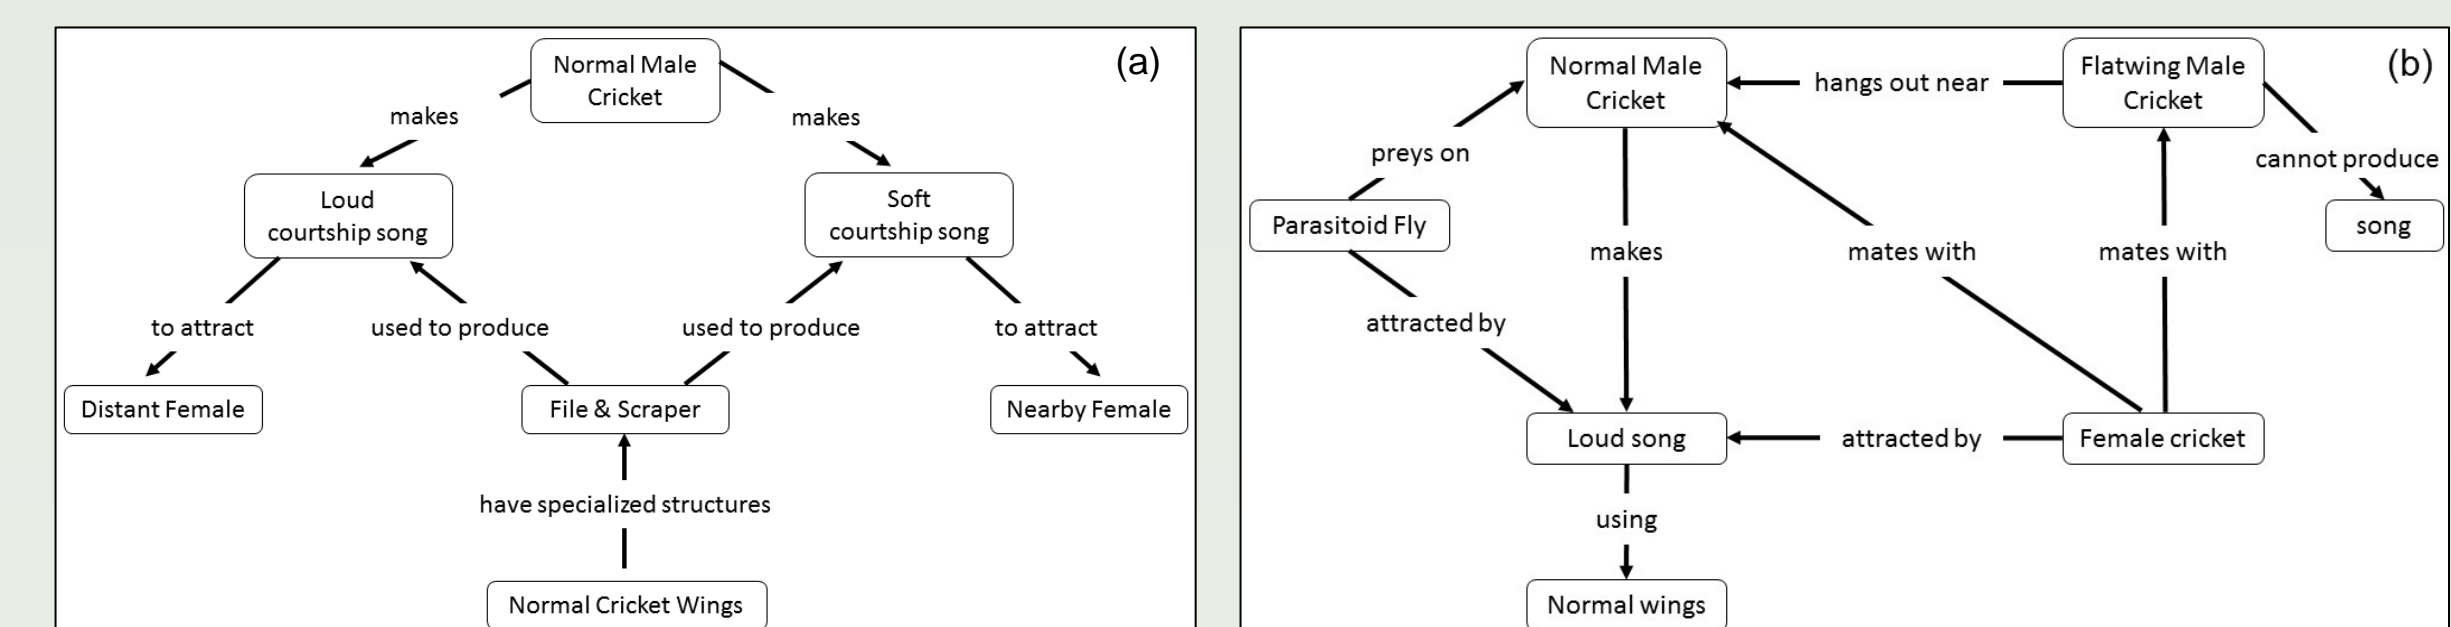 (a)
Normal Male
Cricket
makes
makes
Loud
courtship song
Soft
courtship song
to attract
used to produce
used to produce
to attract
Distant Female
File & Scraper
Nearby Female
have specialized structures
Normal Cricket Wings
(b)
Normal Male
Cricket
hangs out near
Flatwing Male
Cricket
preys on
cannot produce
Parasitoid Fly
song
makes
mates with
mates with
attracted by
Loud song
attracted by
Female cricket
using
Normal wings